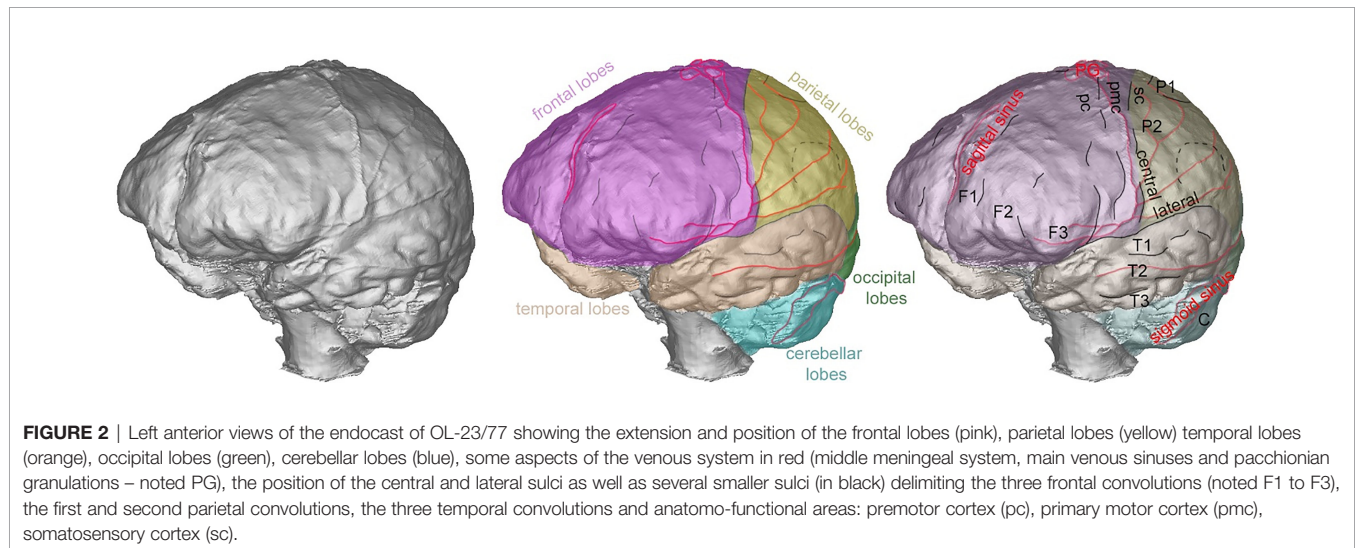 frontal lobes
parietal lobes
temporal lobes
occipital
lobes
cerebellar
lobes
PG
sagittal sinus
pc
pmc
sc
P1
P2
central
lateral
F1
F2
F3
T1
T2
T3
sigmoid sinus
C
FIGURE 2 | Left anterior views of the endocast of OL-23/77 showing the extension and position of the frontal lobes (pink), parietal lobes (yellow) temporal lobes
(orange), occipital lobes (green), cerebellar lobes (blue), some aspects of the venous system in red (middle meningeal system, main venous sinuses and pacchionian
granulations – noted PG), the position of the central and lateral sulci as well as several smaller sulci (in black) delimiting the three frontal convolutions (noted F1 to F3),
the first and second parietal convolutions, the three temporal convolutions and anatomo-functional areas: premotor cortex (pc), primary motor cortex (pmc),
somatosensory cortex (sc).